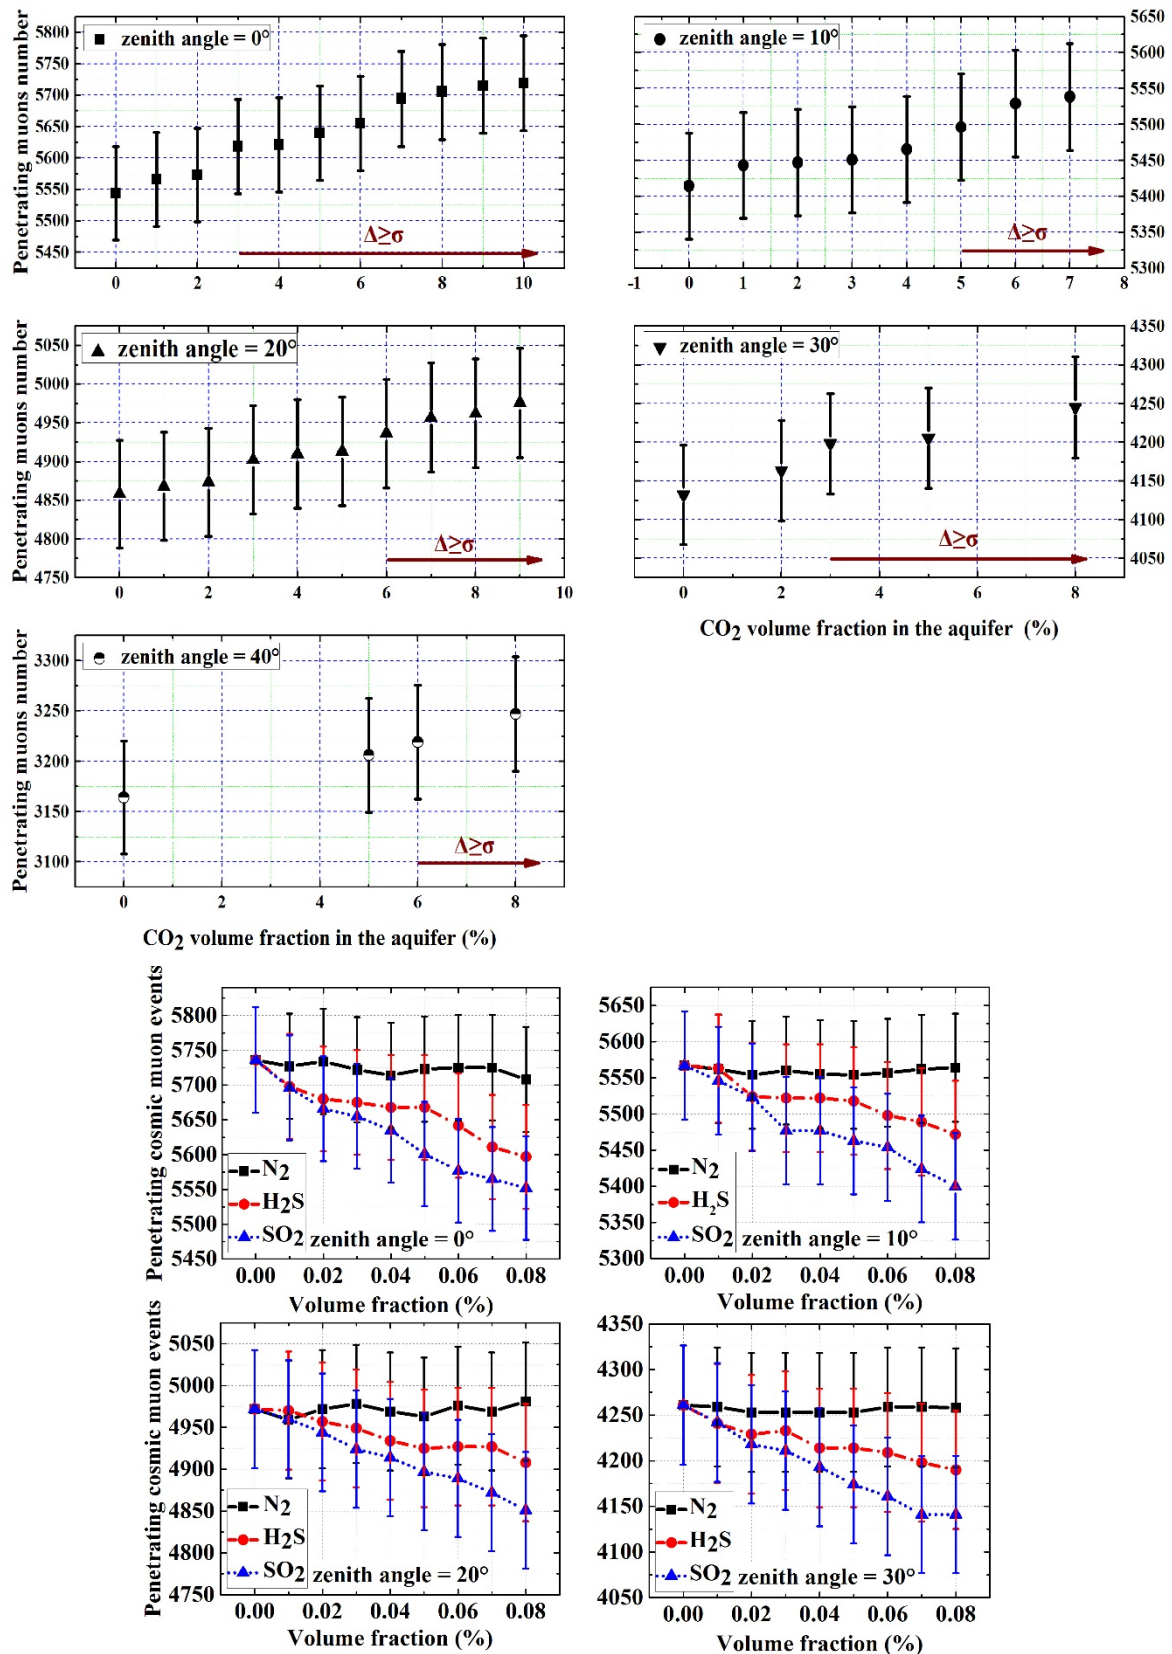 Penetrating muons number
zenith angle = 0°
5800
5750
5700
5650
5600
5550
5500
5450
Δ≥σ
0 2 4 6 8 10
zenith angle = 10°
5650
5600
5550
5500
5450
5400
5350
5300
Δ≥σ
-1 0 1 2 3 4 5 6 7 8
Penetrating muons number
zenith angle = 20°
5050
5000
4950
4900
4850
4800
4750
Δ≥σ
0 2 4 6 8 10
zenith angle = 30°
4350
4300
4250
4200
4150
4100
4050
Δ≥σ
0 2 4 6 8
CO2 volume fraction in the aquifer (%)
Penetrating muons number
zenith angle = 40°
3300
3250
3200
3150
3100
Δ≥σ
0 2 4 6 8
CO2 volume fraction in the aquifer (%)
Penetrating cosmic muon events
5800
5750
5700
5650
5600
5550
5500
5450
N2
H2S
SO2
zenith angle = 0°
0.00 0.02 0.04 0.06 0.08
Volume fraction (%)
5650
5600
5550
5500
5450
5400
5350
5300
N2
H2S
SO2
zenith angle = 10°
0.00 0.02 0.04 0.06 0.08
Volume fraction (%)
Penetrating cosmic muon events
5050
5000
4950
4900
4850
4800
4750
N2
H2S
SO2
zenith angle = 20°
0.00 0.02 0.04 0.06 0.08
Volume fraction (%)
4350
4300
4250
4200
4150
4100
4050
N2
H2S
SO2
zenith angle = 30°
0.00 0.02 0.04 0.06 0.08
Volume fraction (%)